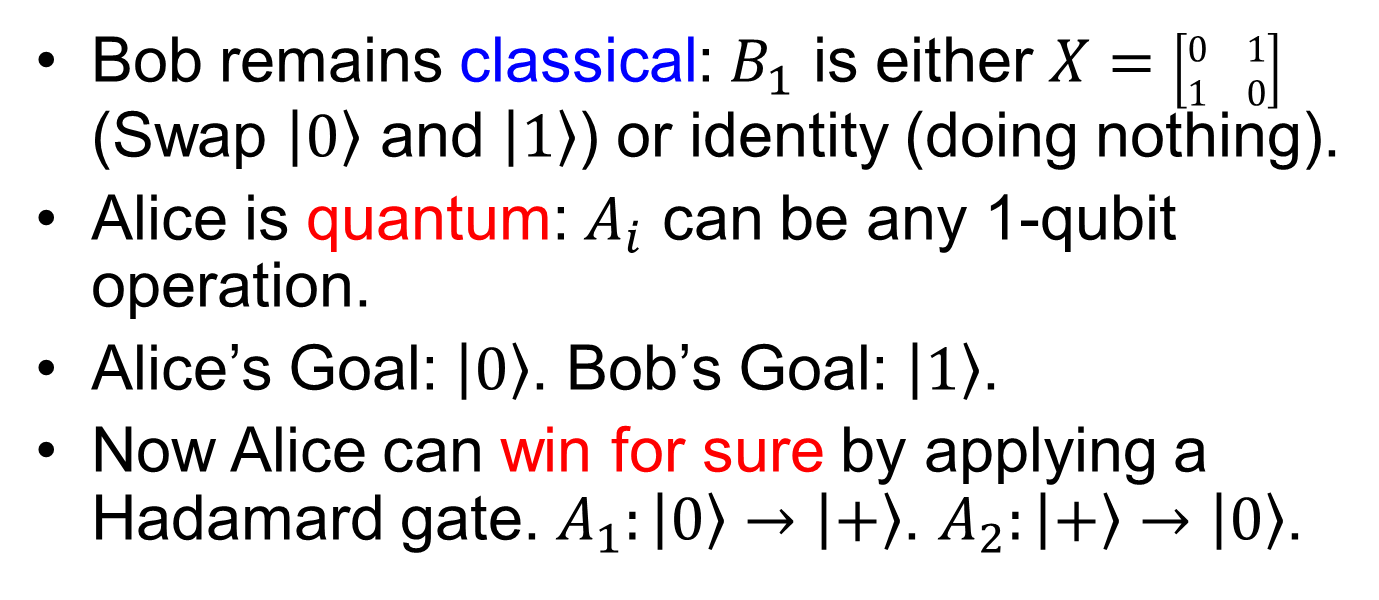 • Bob remains classical: B₁ is either X = [0 1; 1 0]
(Swap |0⟩ and |1⟩) or identity (doing nothing).
• Alice is quantum: Aᵢ can be any 1-qubit
operation.
• Alice’s Goal: |0⟩. Bob’s Goal: |1⟩.
• Now Alice can win for sure by applying a
Hadamard gate. A₁: |0⟩ → |+⟩. A₂: |+⟩ → |0⟩.